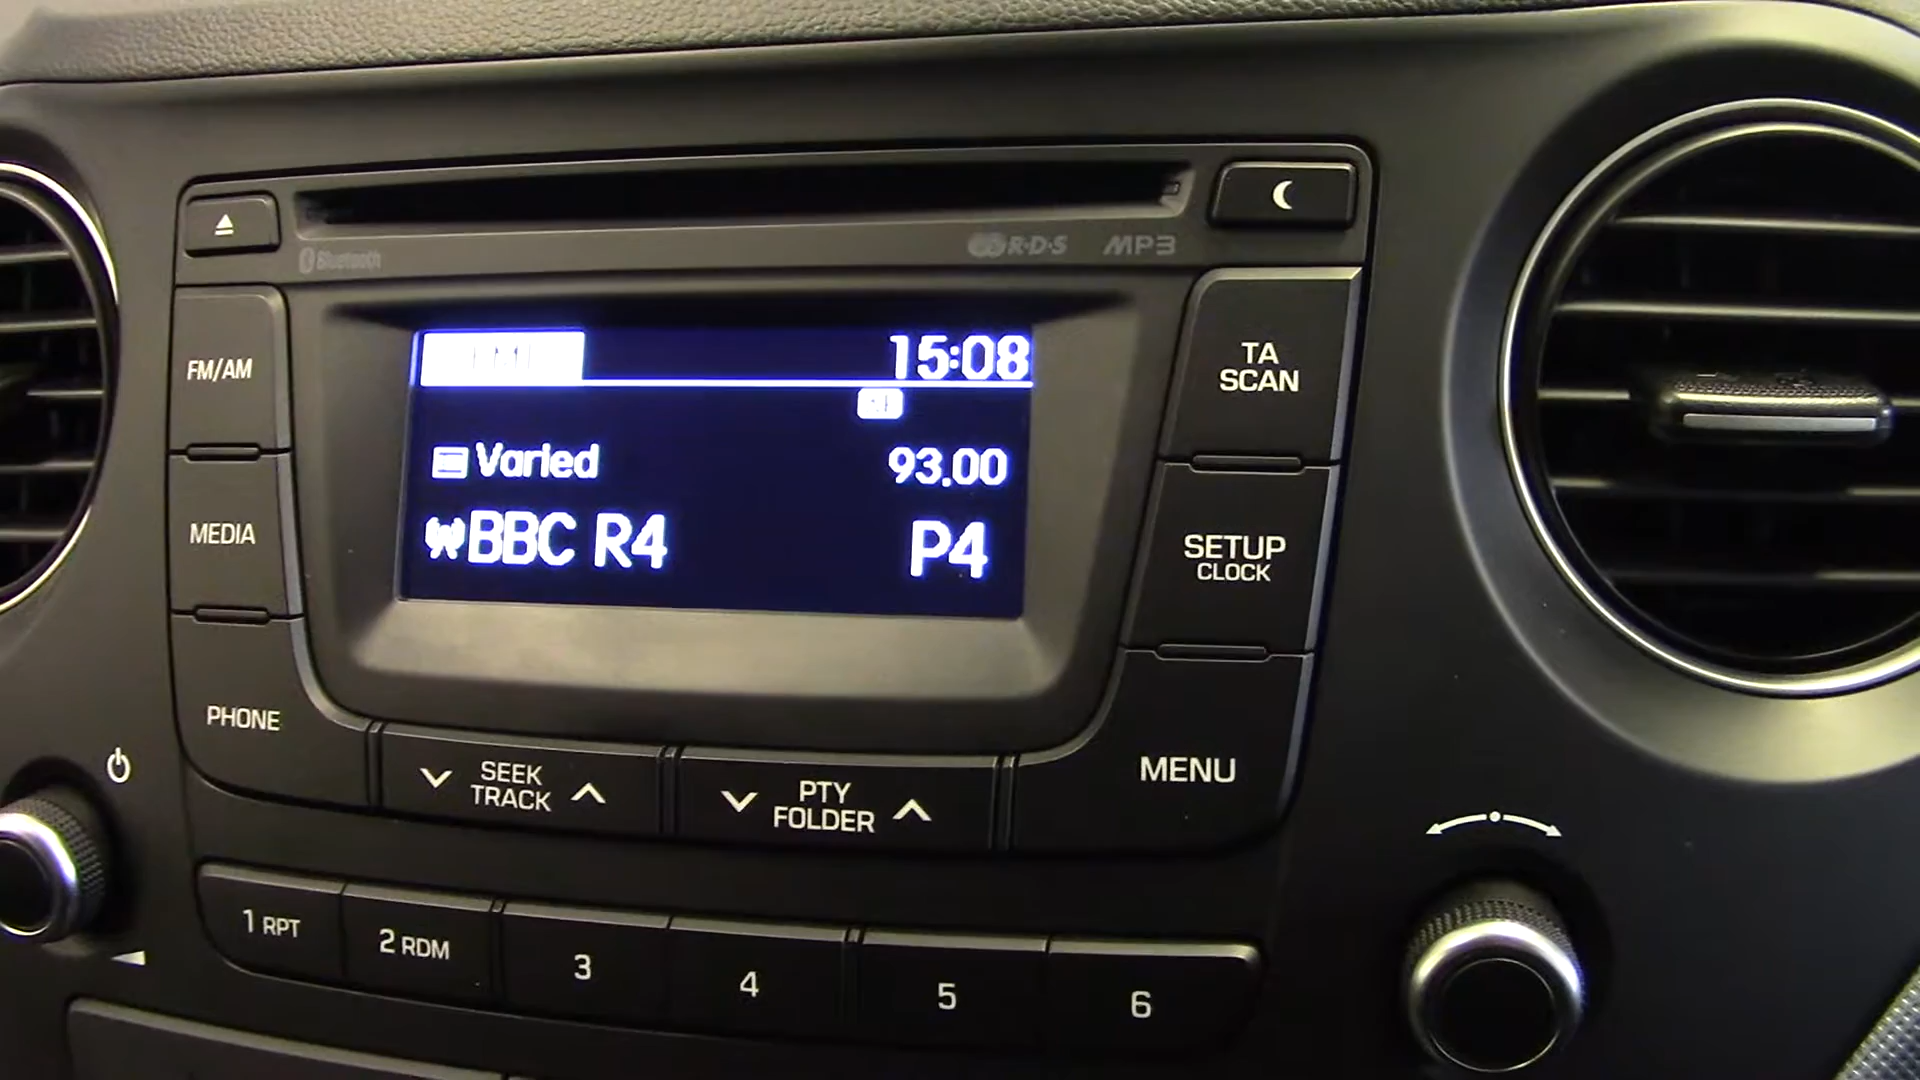 Bluetooth
R·D·S MP3
FM/AM
MEDIA
PHONE
15:08
Varied 93.00
BBC R4 P4
TA
SCAN
SETUP
CLOCK
MENU
SEEK
TRACK
PTY
FOLDER
1 RPT
2 RDM
3
4
5
6